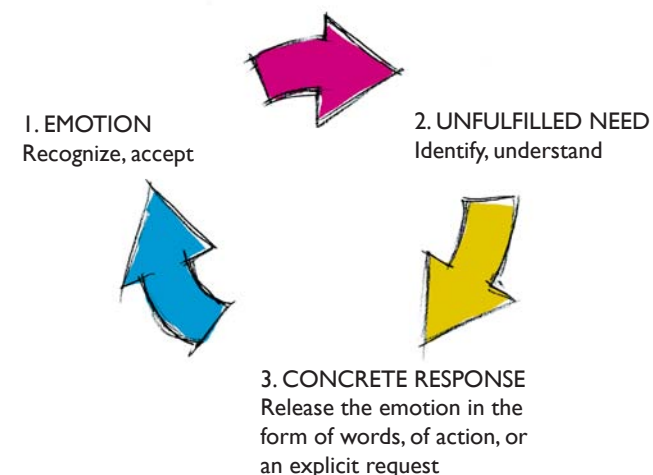 1. EMOTION
Recognize, accept
2. UNFULFILLED NEED
Identify, understand
3. CONCRETE RESPONSE
Release the emotion in the
form of words, of action, or
an explicit request